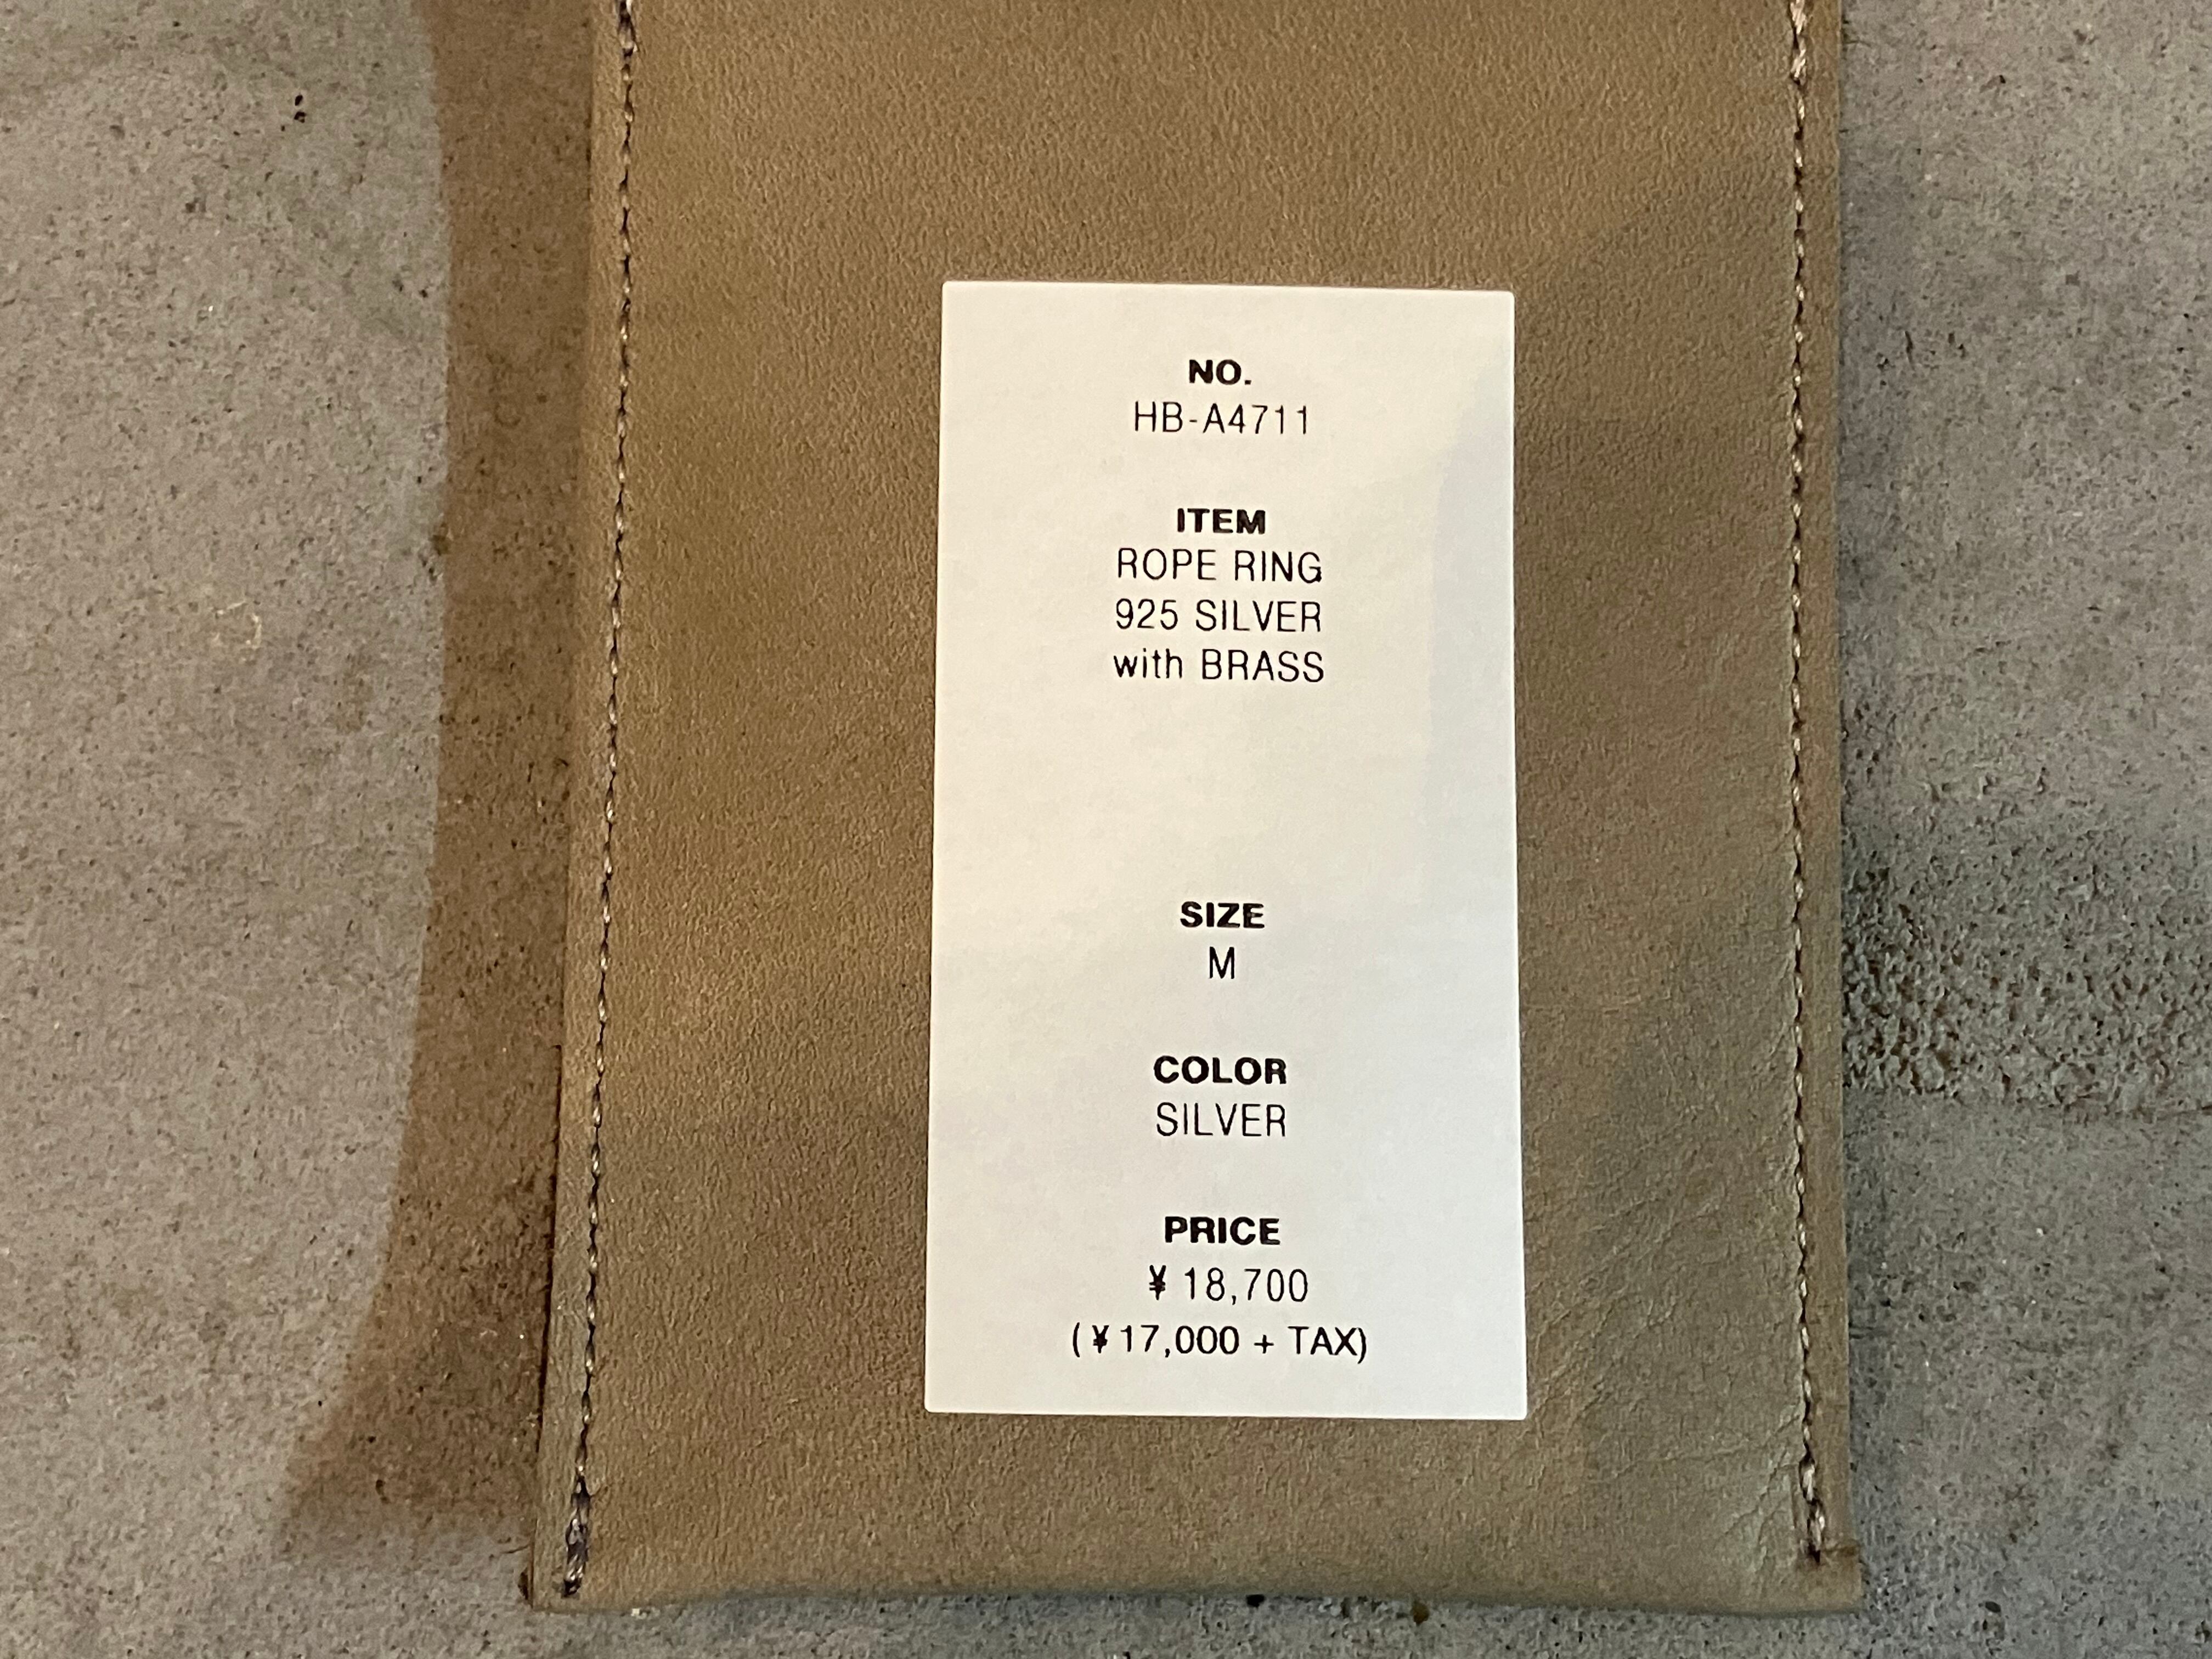 NO.
HB-A4711
ITEM
ROPE RING
925 SILVER
with BRASS
SIZE
M
COLOR
SILVER
PRICE
¥ 18,700
(¥17,000 + TAX)